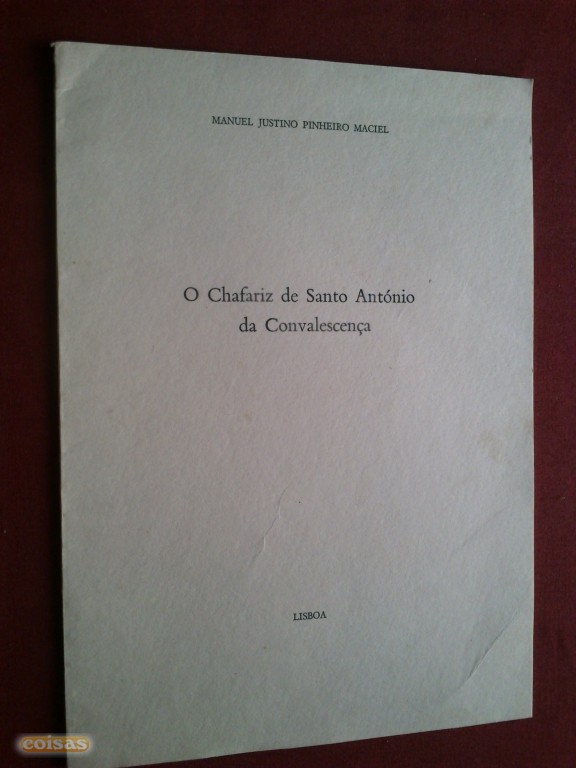 MANUEL JUSTINO PINHEIRO MACIEL
O Chafariz de Santo António
da Convalescença
LISBOA
coisas